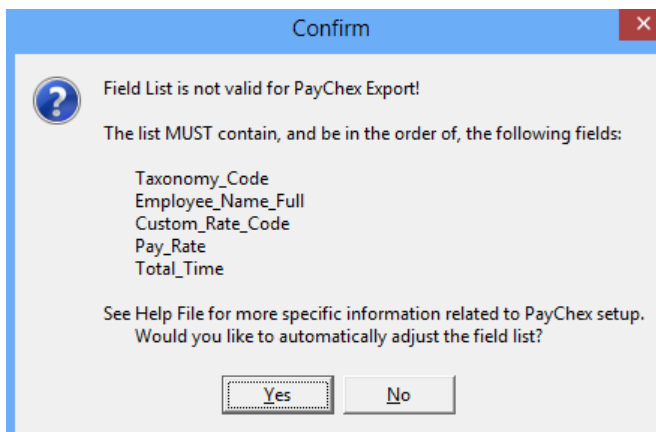 Confirm
Field List is not valid for PayChex Export!
The list MUST contain, and be in the order of, the following fields:
Taxonomy_Code
Employee_Name_Full
Custom_Rate_Code
Pay_Rate
Total_Time
See Help File for more specific information related to PayChex setup.
Would you like to automatically adjust the field list?
Yes No